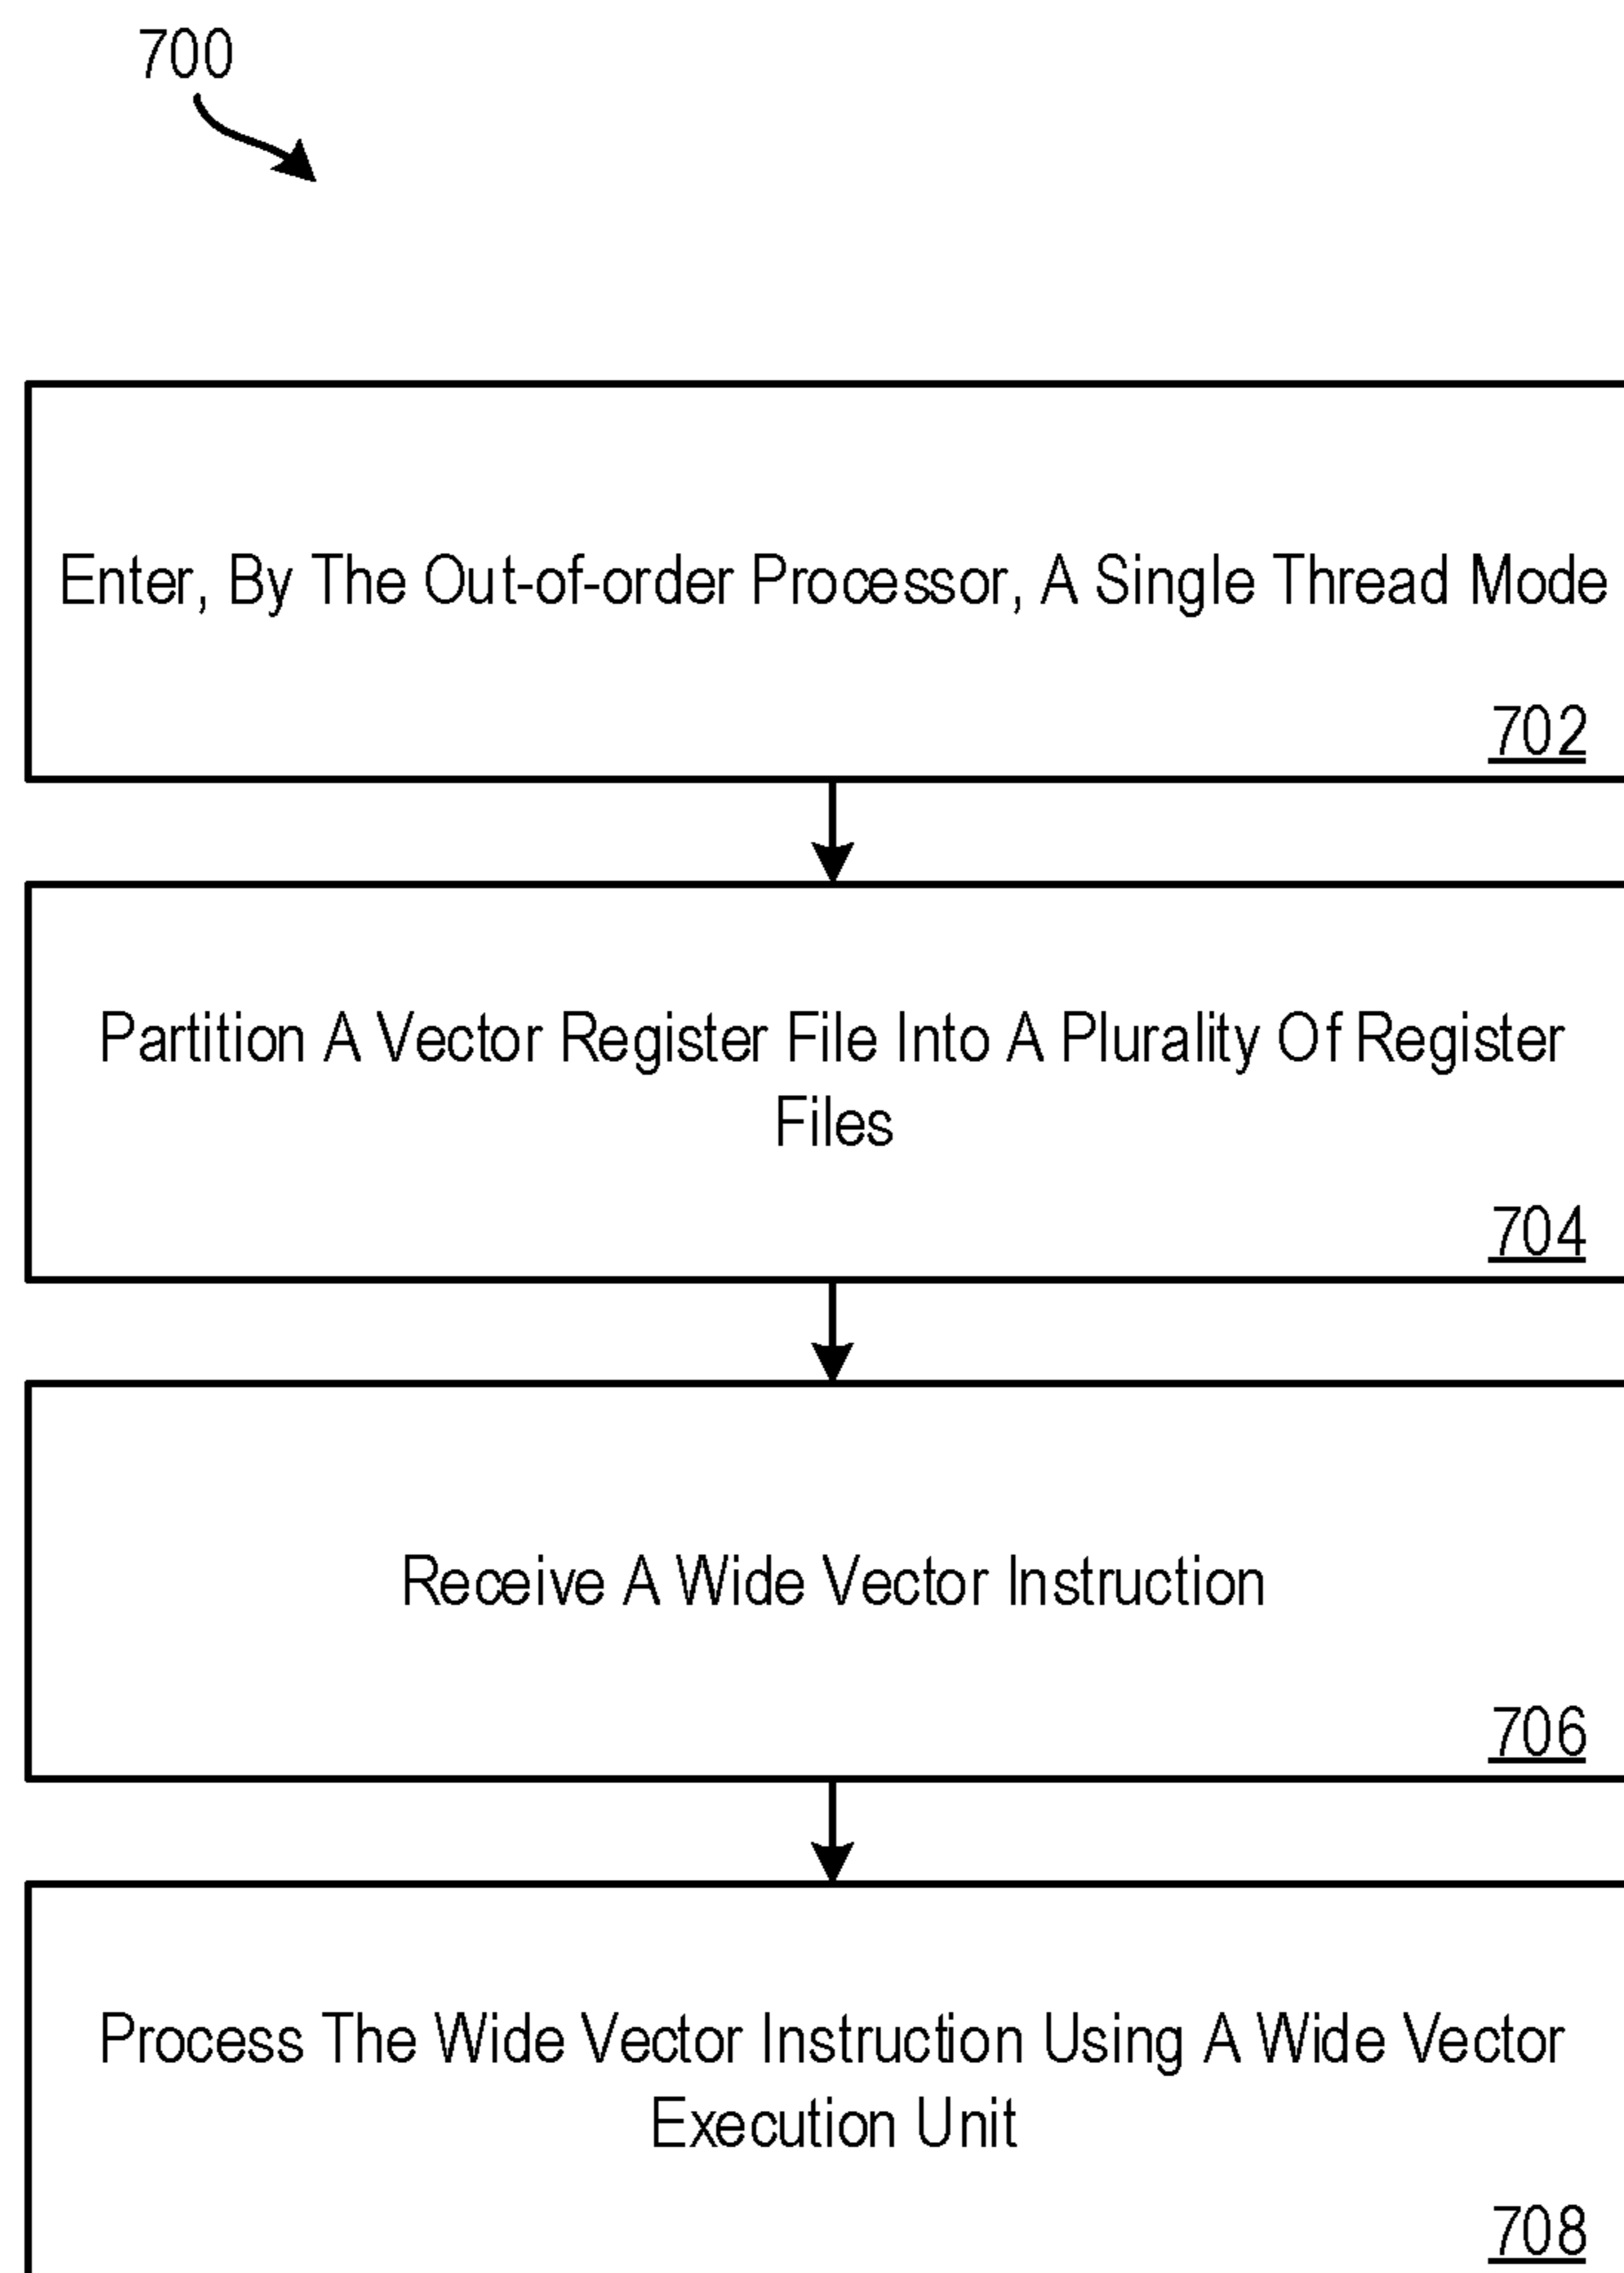 700
Enter, By The Out-of-order Processor, A Single Thread Mode
702
Partition A Vector Register File Into A Plurality Of Register
Files
704
Receive A Wide Vector Instruction
706
Process The Wide Vector Instruction Using A Wide Vector
Execution Unit
708